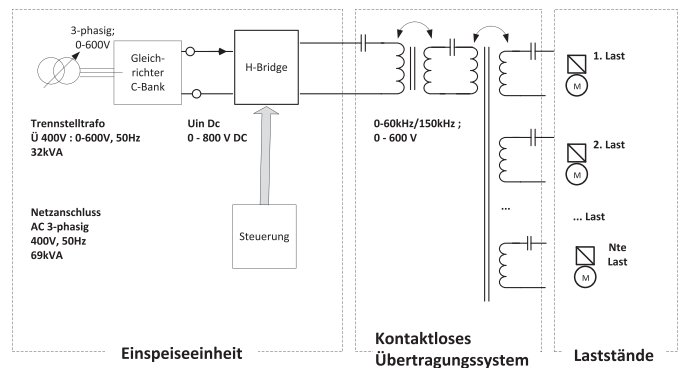 3-phasig;
0-600V
Gleich-
richter
C-Bank
H-Bridge
Trennstelltrafo
Ü 400V : 0-600V, 50Hz
32kVA
Uin Dc
0 - 800 V DC
Netzanschluss
AC 3-phasig
400V, 50Hz
69kVA
Steuerung
Einspeiseeinheit
0-60kHz/150kHz ;
0 - 600 V
...
Kontaktloses
Übertragungssystem
1. Last
M
2. Last
M
... Last
Nte
Last
M
Laststände